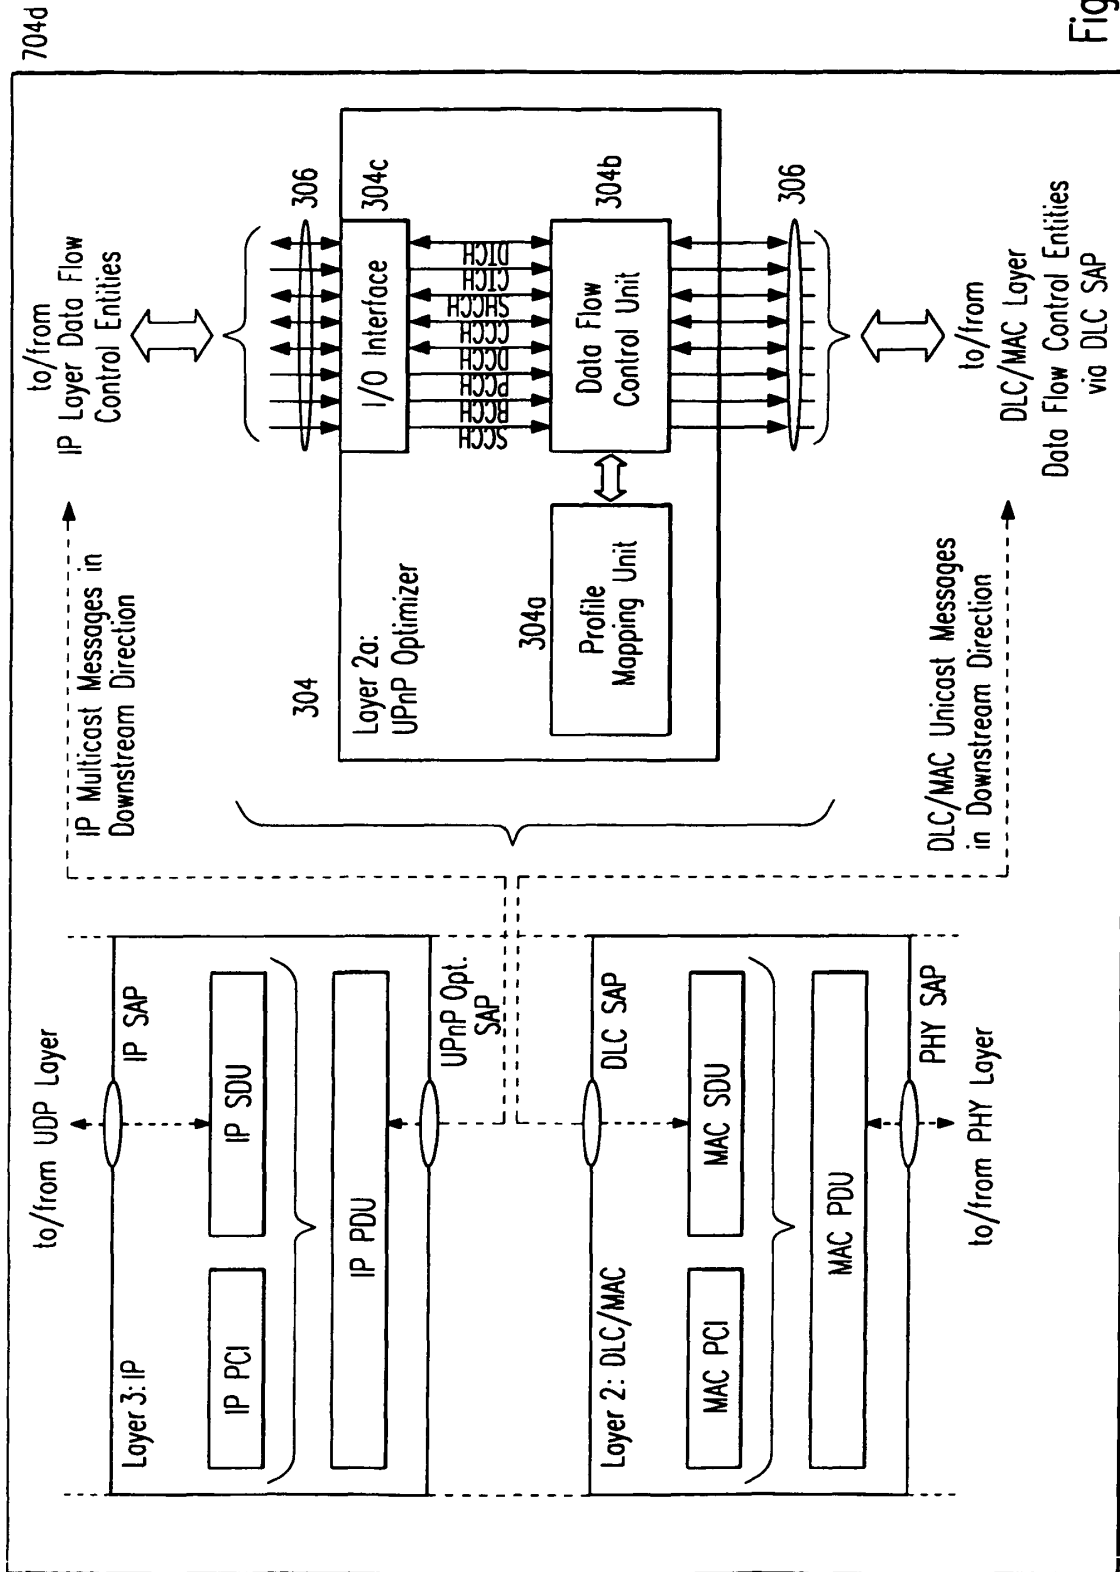 704d
to/from UDP Layer
Layer 3: IP
IP SAP
IP PCI
IP SDU
IP PDU
UPnP Opt.
SAP
Layer 2: DLC/MAC
DLC SAP
MAC PCI
MAC SDU
MAC PDU
PHY SAP
to/from PHY Layer
IP Multicast Messages in
Downstream Direction
DLC/MAC Unicast Messages
in Downstream Direction
to/from
IP Layer Data Flow
Control Entities
306
304
Layer 2a:
UPnP Optimizer
304c
I/O Interface
SCCH
BCCH
PCCH
DCCH
CCCH
SHCCH
CTCH
DTCH
304a
Profile
Mapping Unit
304b
Data Flow
Control Unit
306
to/from
DLC/MAC Layer
Data Flow Control Entities
via DLC SAP
Fig